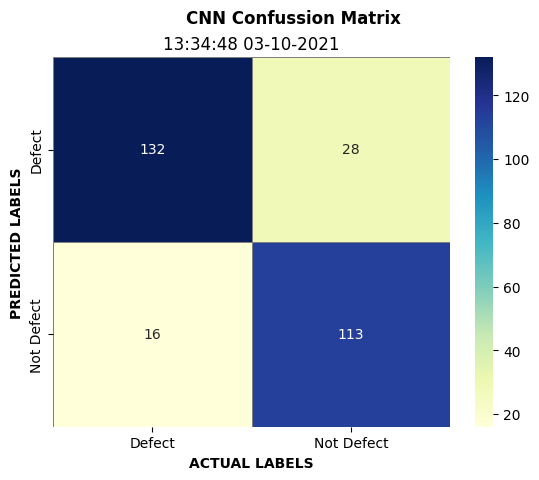 CNN Confussion Matrix
13:34:48 03-10-2021
PREDICTED LABELS
Defect
132
28
Not Defect
16
113
Defect
Not Defect
ACTUAL LABELS
120
100
80
60
40
20